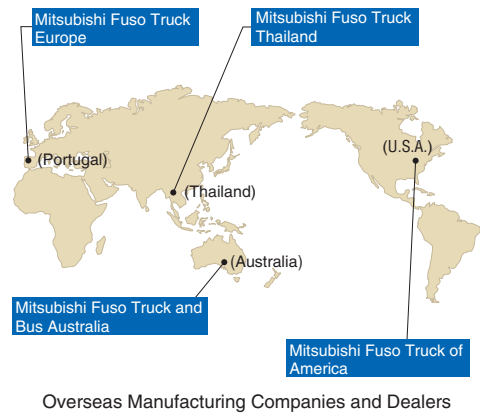 Mitsubishi Fuso Truck
Europe
Mitsubishi Fuso Truck
Thailand
(Portugal)
(U.S.A.)
(Thailand)
(Australia)
Mitsubishi Fuso Truck and
Bus Australia
Mitsubishi Fuso Truck of
America
Overseas Manufacturing Companies and Dealers